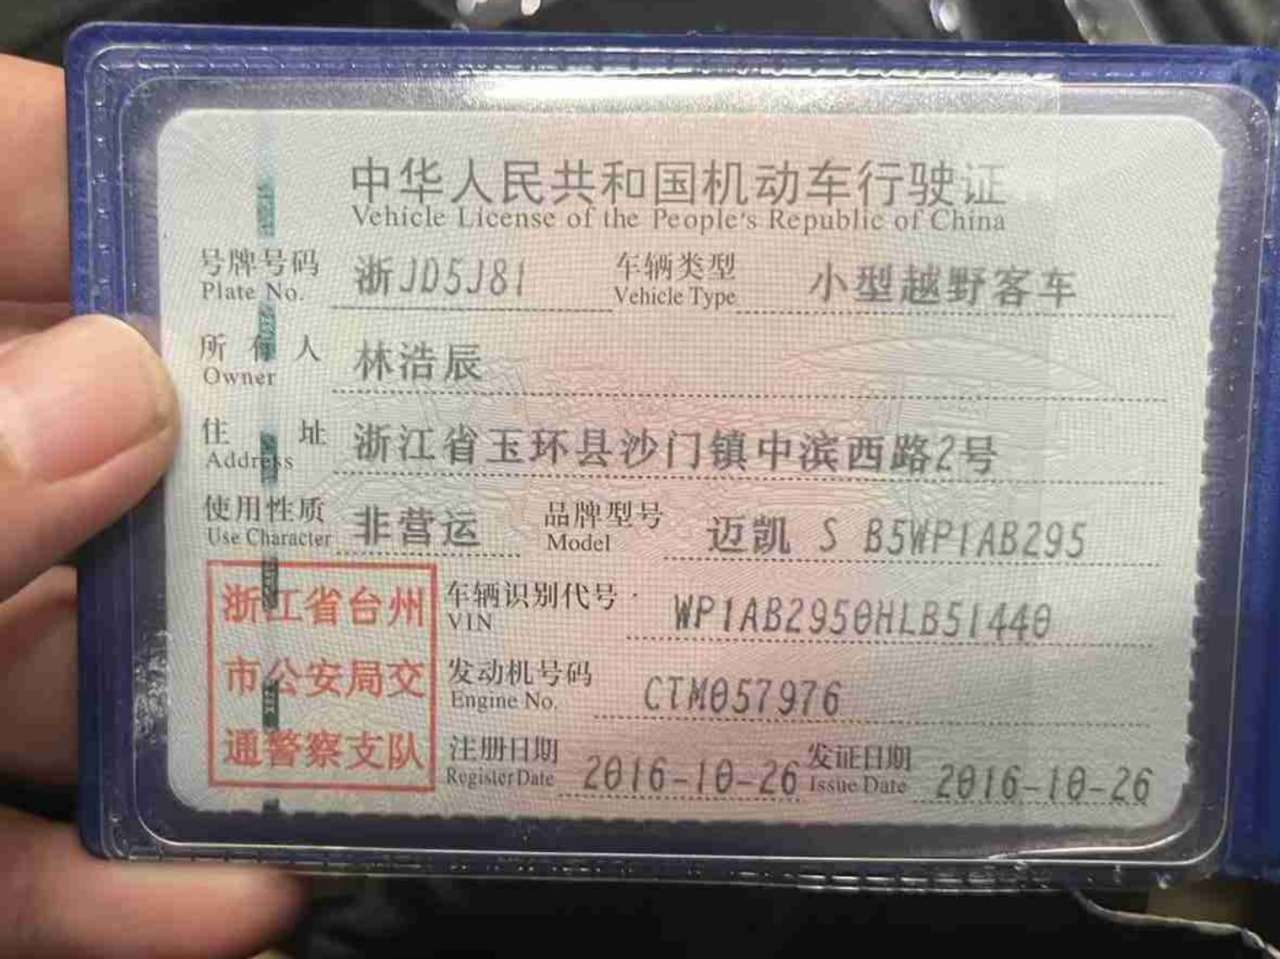 中华人民共和国机动车行驶证
Vehicle License of the People's Republic of China
号牌号码 浙JD5J81 车辆类型 小型越野客车
Plate No. Vehicle Type
所有人 林浩辰
Owner
住址 浙江省玉环县沙门镇中滨西路2号
Address
使用性质 非营运 品牌型号 迈凯 S B5WP1AB295
Use Character Model
浙江省台州
市公安局交
通警察支队
车辆识别代号 WP1AB2950HLB51440
VIN
发动机号码 CTM057976
Engine No.
注册日期 2016-10-26 发证日期 2016-10-26
Register Date Issue Date